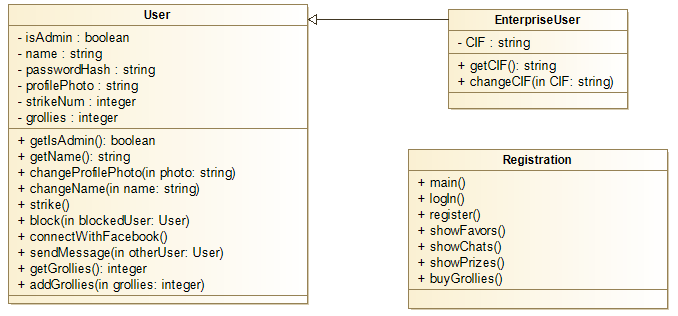 User
- isAdmin : boolean
- name : string
- passwordHash : string
- profilePhoto : string
- strikeNum : integer
- grollies : integer
+ getIsAdmin(): boolean
+ getName(): string
+ changeProfilePhoto(in photo: string)
+ changeName(in name: string)
+ strike()
+ block(in blockedUser: User)
+ connectWithFacebook()
+ sendMessage(in otherUser: User)
+ getGrollies(): integer
+ addGrollies(in grollies: integer)
EnterpriseUser
- CIF : string
+ getCIF(): string
+ changeCIF(in CIF: string)
Registration
+ main()
+ logIn()
+ register()
+ showFavors()
+ showChats()
+ showPrizes()
+ buyGrollies()